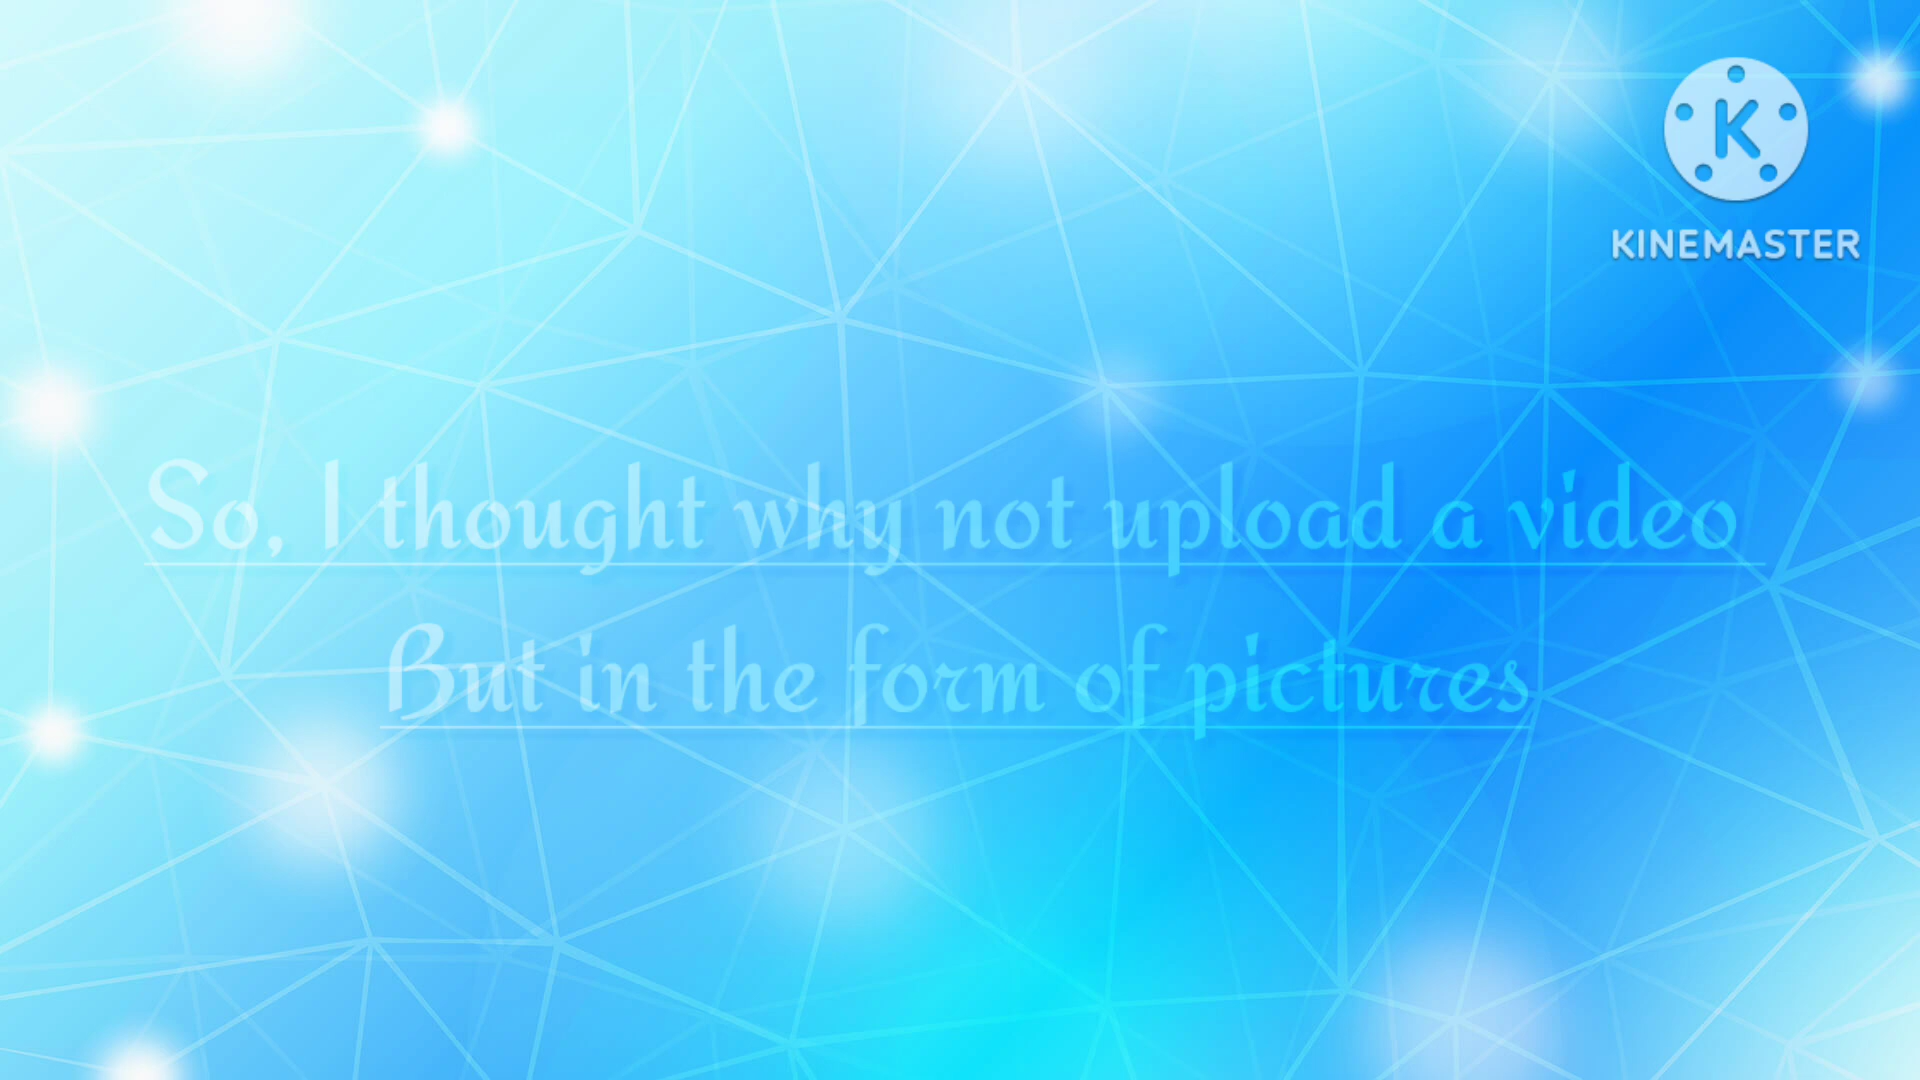 K
KINEMASTER
So, I thought why not upload a video
But in the form of pictures